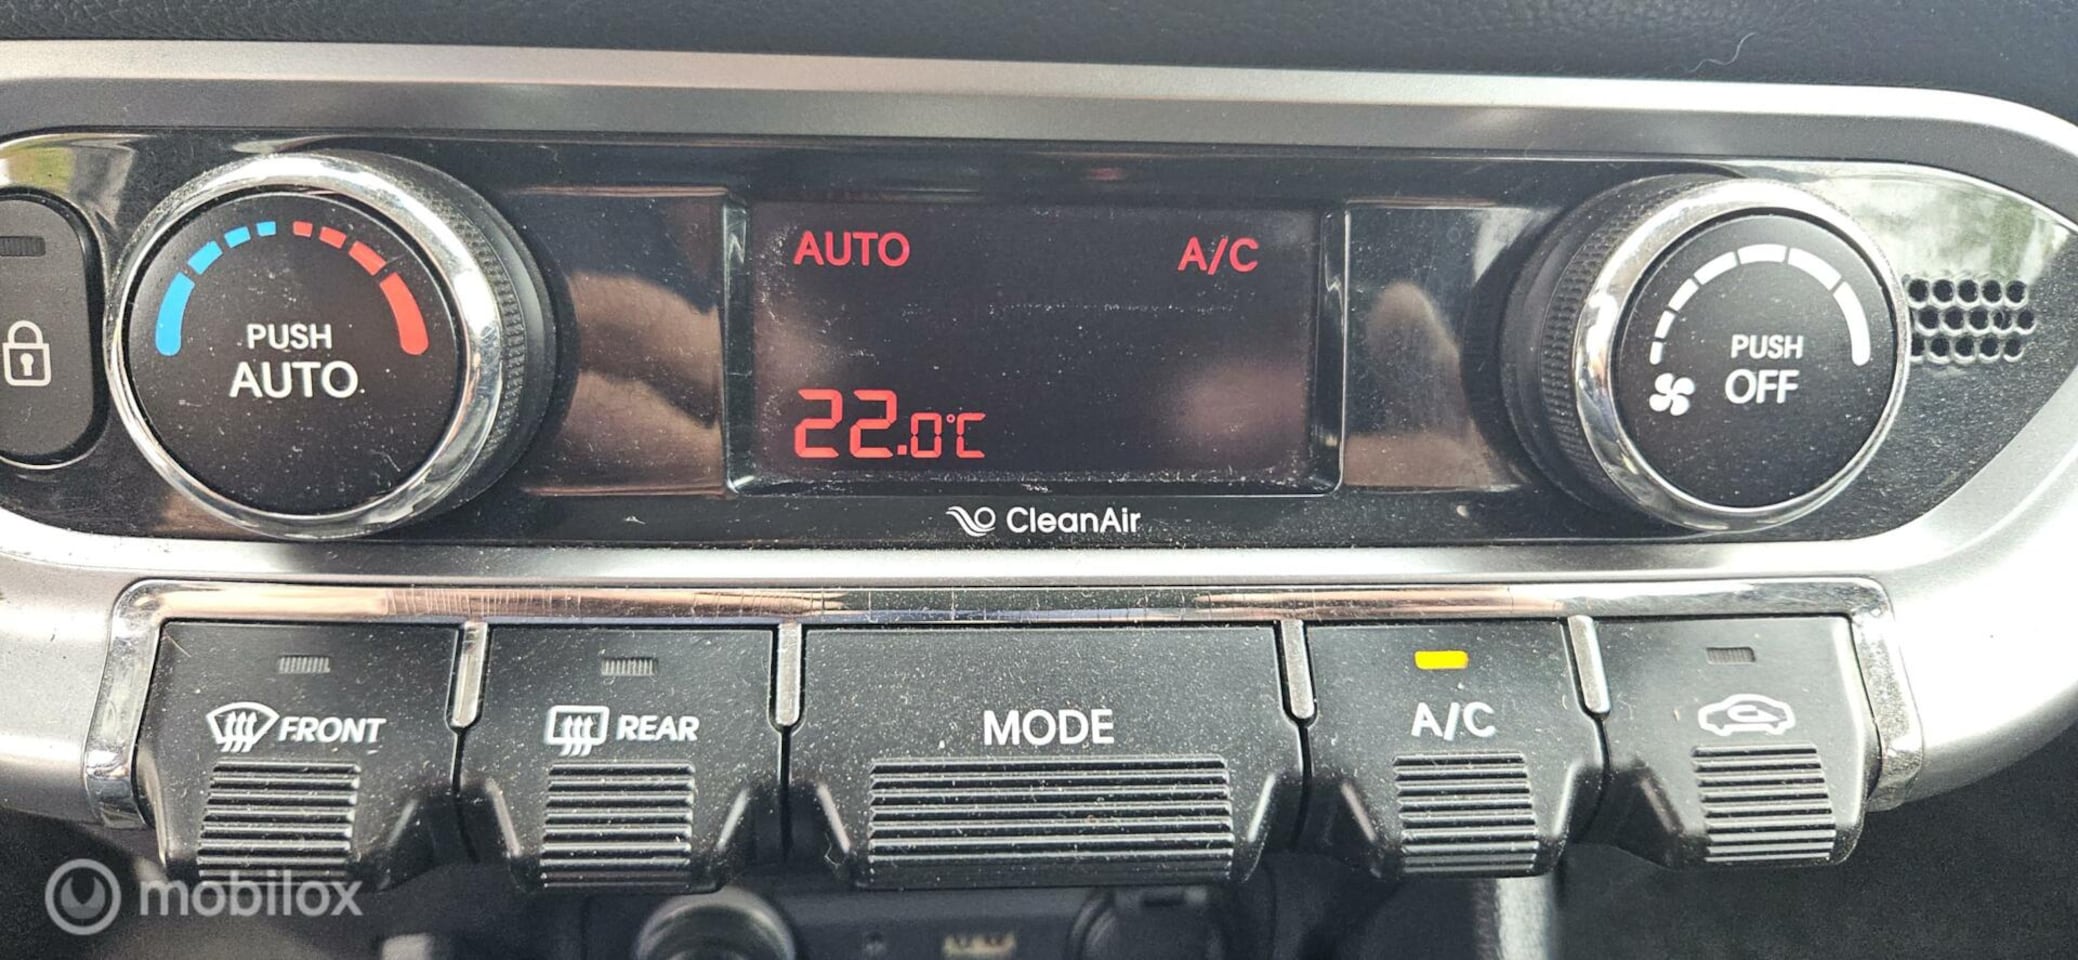 AUTO A/C
PUSH
AUTO
22.0°C
PUSH
OFF
CleanAir
FRONT
REAR
MODE
A/C
mobilox